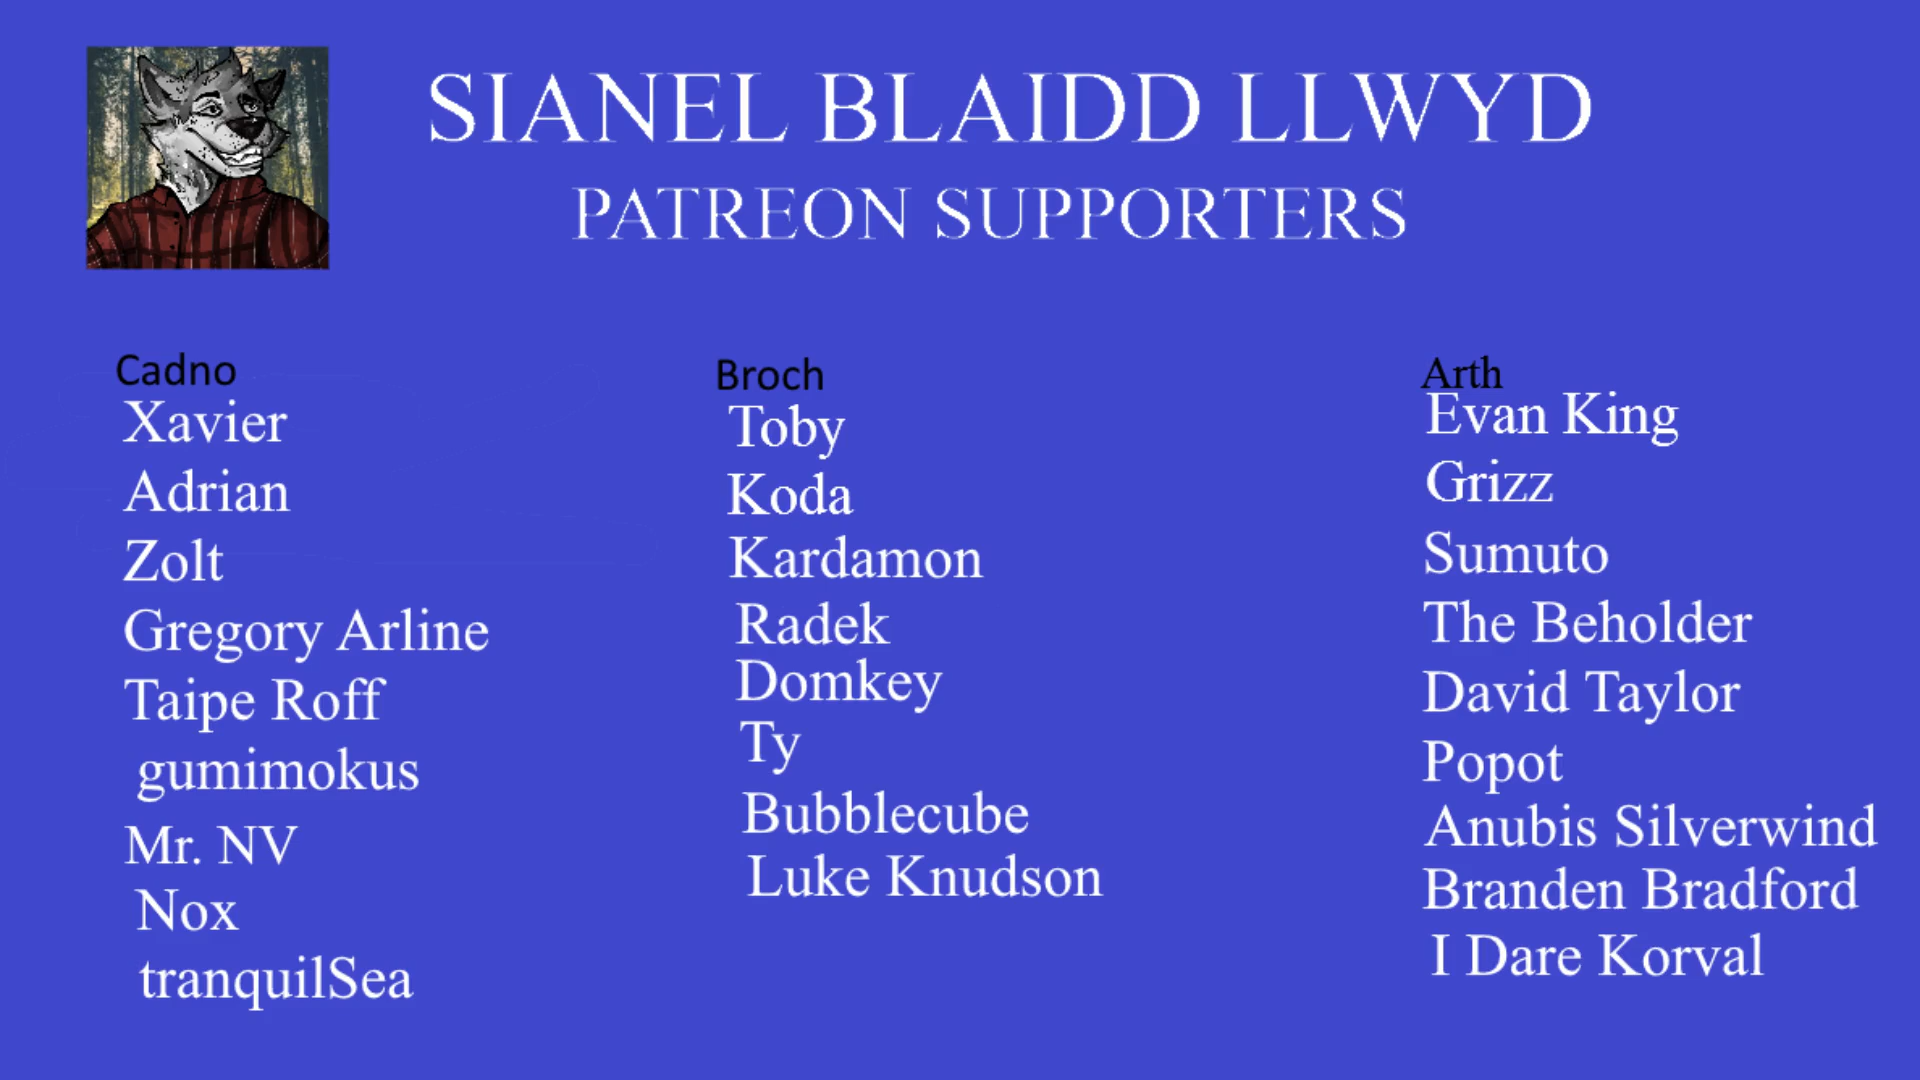 SIANEL BLAIDD LLWYD
PATREON SUPPORTERS
Cadno
Xavier
Adrian
Zolt
Gregory Arline
Taipe Roff
gumimokus
Mr. NV
Nox
tranquilSea
Broch
Toby
Koda
Kardamon
Radek
Domkey
Ty
Bubblecube
Luke Knudson
Arth
Evan King
Grizz
Sumuto
The Beholder
David Taylor
Popot
Anubis Silverwind
Branden Bradford
I Dare Korval